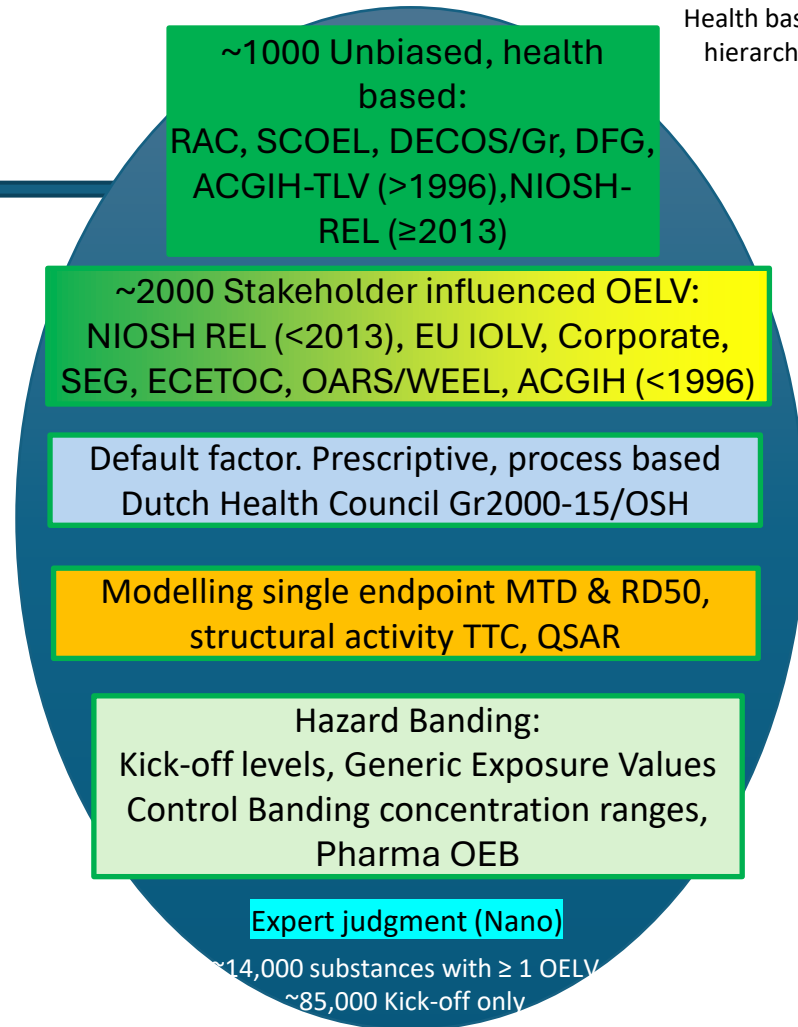 Health
hierarch
~1000 Unbiased, health
based:
RAC, SCOEL, DECOS/Gr, DFG,
ACGIH-TLV (>1996),NIOSH-
REL (≥2013)
~2000 Stakeholder influenced OELV:
NIOSH REL (<2013), EU IOLV, Corporate,
SEG, ECETOC, OARS/WEEL, ACGIH (<1996)
Default factor. Prescriptive, process based
Dutch Health Council Gr2000-15/OSH
Modelling single endpoint MTD & RD50,
structural activity TTC, QSAR
Hazard Banding:
Kick-off levels, Generic Exposure Values
Control Banding concentration ranges,
Pharma OEB
Expert judgment (Nano)
~14,000 substances with ≥ 1 OELV
~85,000 Kick-off only